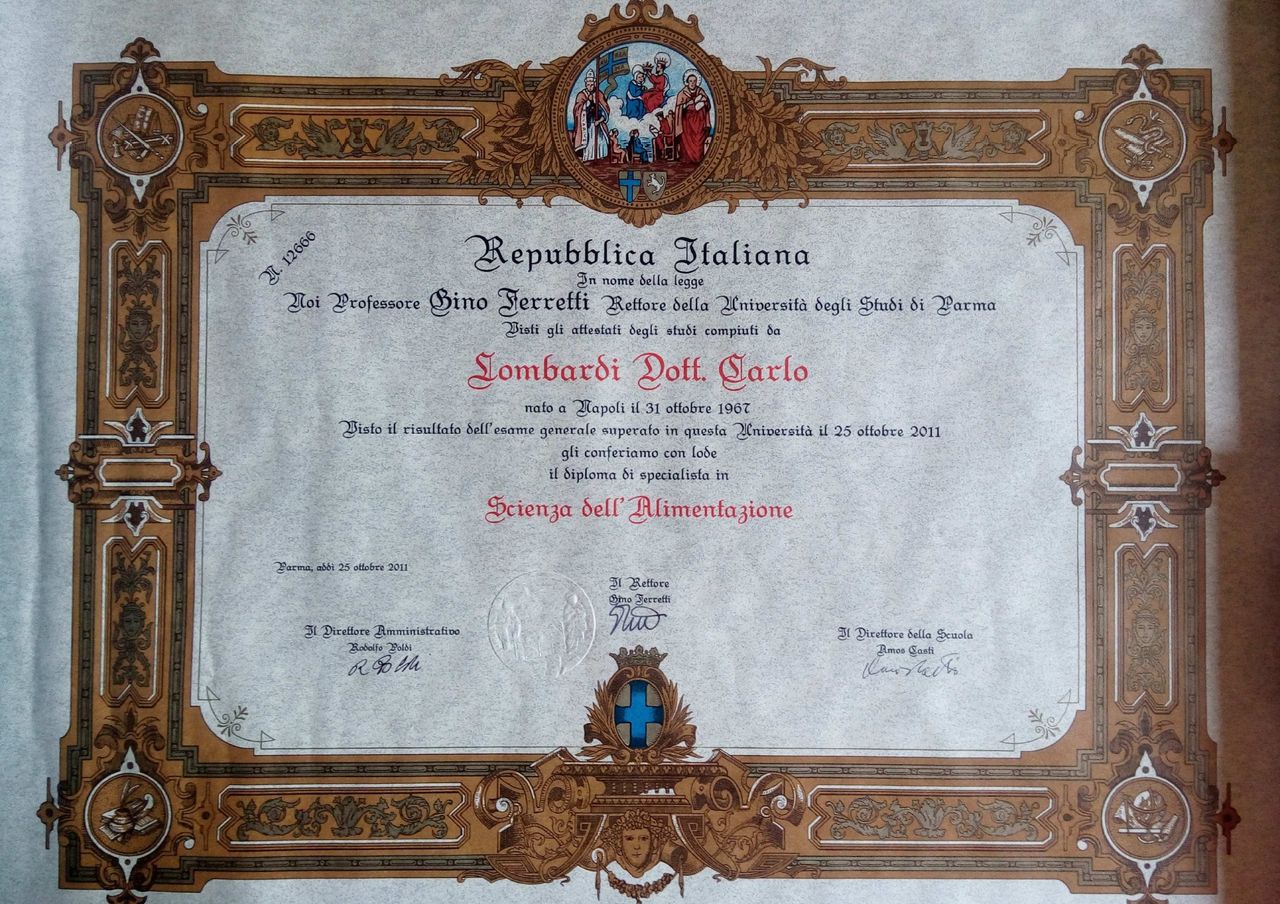 N. 12666
Repubblica Italiana
In nome della legge
Noi Professore Gino Ferretti Rettore della Università degli Studi di Parma
Visti gli attestati degli studi compiuti da
Lombardi Dott. Carlo
nato a Napoli il 31 ottobre 1967
Visto il risultato dell'esame generale superato in questa Università il 25 ottobre 2011
gli conferiamo con lode
il diploma di specialista in
Scienza dell'Alimentazione
Parma, addì 25 ottobre 2011
Il Rettore
Gino Ferretti
Il Direttore Amministrativo
Rodolfo Poldi
Il Direttore della Scuola
Amos Casti